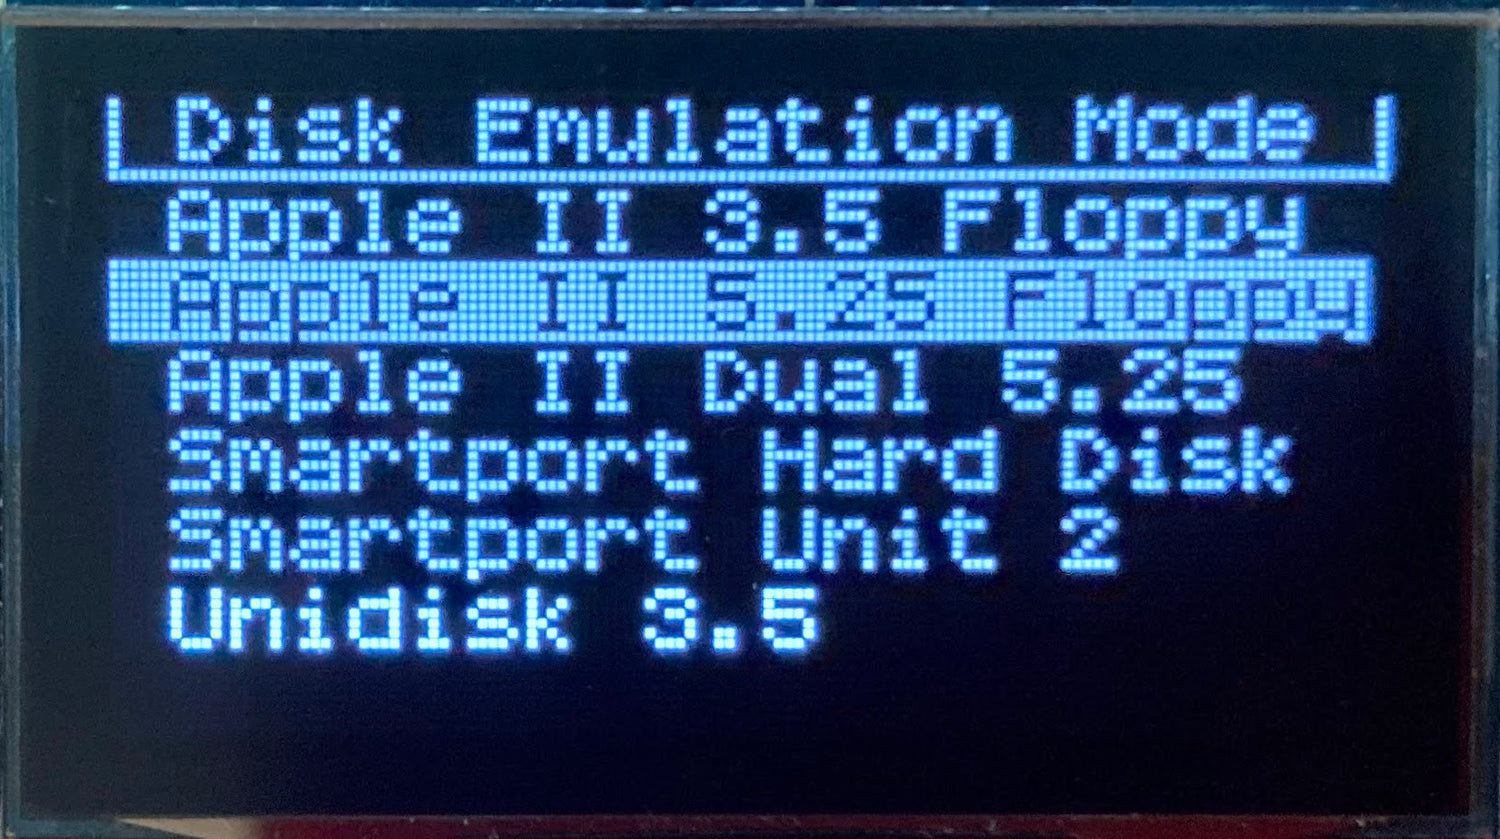 Disk Emulation Mode
Apple II 3.5 Floppy
Apple II 5.25 Floppy
Apple II Dual 5.25
Smartport Hard Disk
Smartport Unit 2
Unidisk 3.5